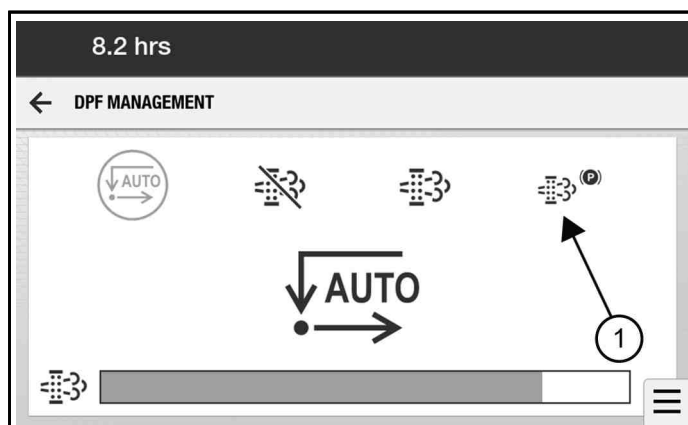 8.2 hrs
DPF MANAGEMENT
AUTO
(P)
AUTO
1